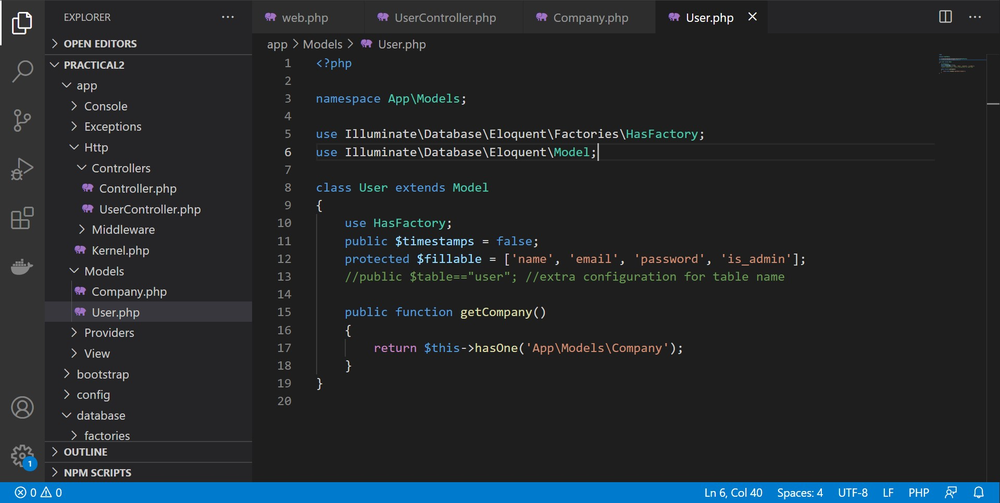 EXPLORER
OPEN EDITORS
PRACTICAL2
app
Console
Exceptions
Http
Controllers
Controller.php
UserController.php
Middleware
Kernel.php
Models
Company.php
User.php
Providers
View
bootstrap
config
database
factories
OUTLINE
NPM SCRIPTS
1
web.php UserController.php Company.php User.php
app > Models > User.php
1 <?php
2
3 namespace App\Models;
4
5 use Illuminate\Database\Eloquent\Factories\HasFactory;
6 use Illuminate\Database\Eloquent\Model;
7
8 class User extends Model
9 {
10 use HasFactory;
11 public $timestamps = false;
12 protected $fillable = ['name', 'email', 'password', 'is_admin'];
13 //public $table=="user"; //extra configuration for table name
14
15 public function getCompany()
16 {
17 return $this->hasOne('App\Models\Company');
18 }
19 }
20
0 0 Ln 6, Col 40 Spaces: 4 UTF-8 LF PHP